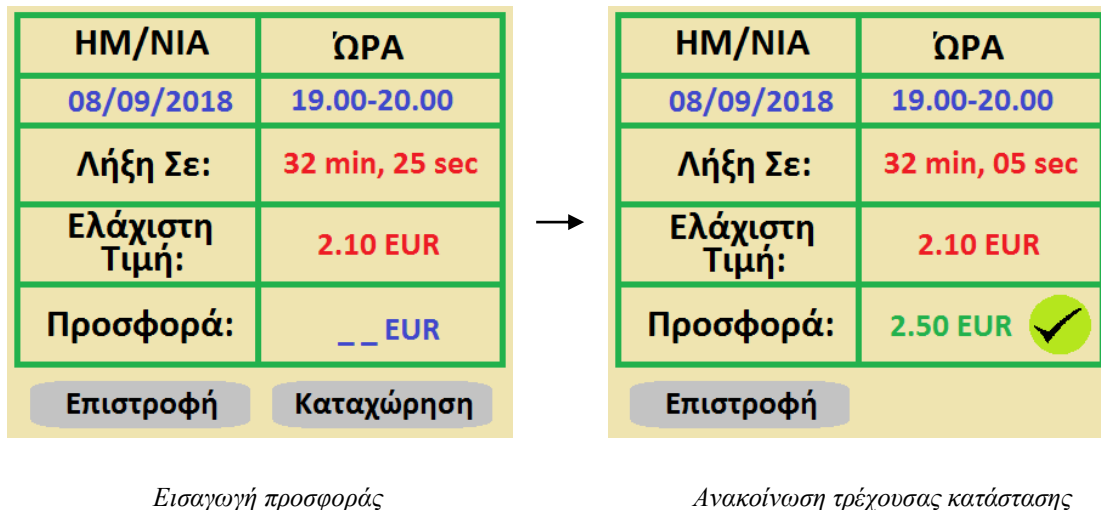 ΗΜ/ΝΙΑ ΏΡΑ
08/09/2018 19.00-20.00
Λήξη Σε: 32 min, 25 sec
Ελάχιστη
Τιμή: 2.10 EUR
Προσφορά: _ _ EUR
Επιστροφή Καταχώρηση
Εισαγωγή προσφοράς
ΗΜ/ΝΙΑ ΏΡΑ
08/09/2018 19.00-20.00
Λήξη Σε: 32 min, 05 sec
Ελάχιστη
Τιμή: 2.10 EUR
Προσφορά: 2.50 EUR
Επιστροφή
Ανακοίνωση τρέχουσας κατάστασης